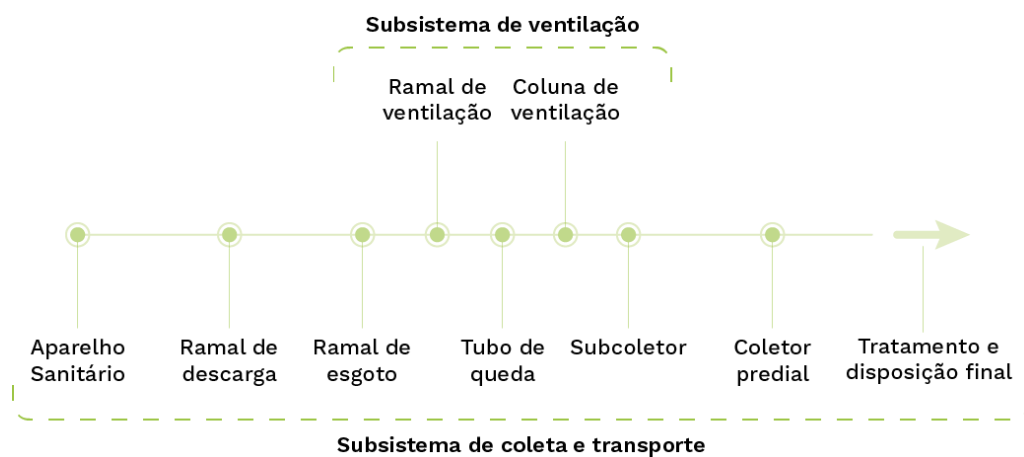 Subsistema de ventilação
Ramal de
ventilação
Coluna de
ventilação
Aparelho
Sanitário
Ramal de
descarga
Ramal de
esgoto
Tubo de
queda
Subcoletor
Coletor
predial
Tratamento e
disposição final
Subsistema de coleta e transporte